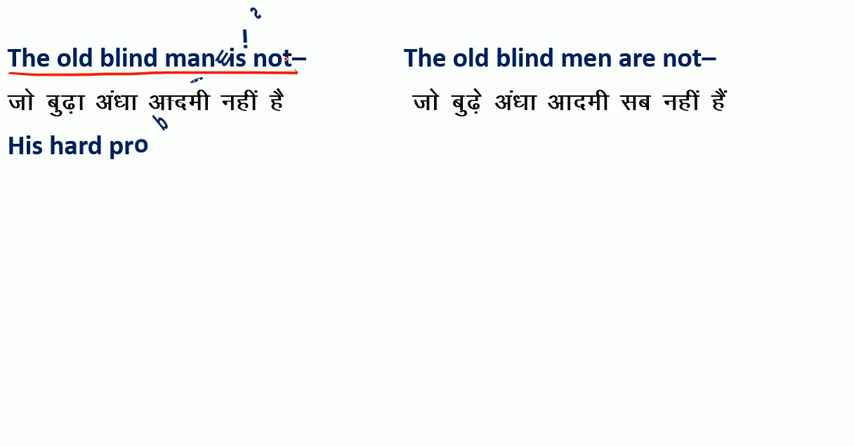 The old blind man is not–
जो बुढ़ा अंधा आदमी नहीं है
His hard pro
The old blind men are not–
जो बुढ़े अंधा आदमी सब नहीं हैं